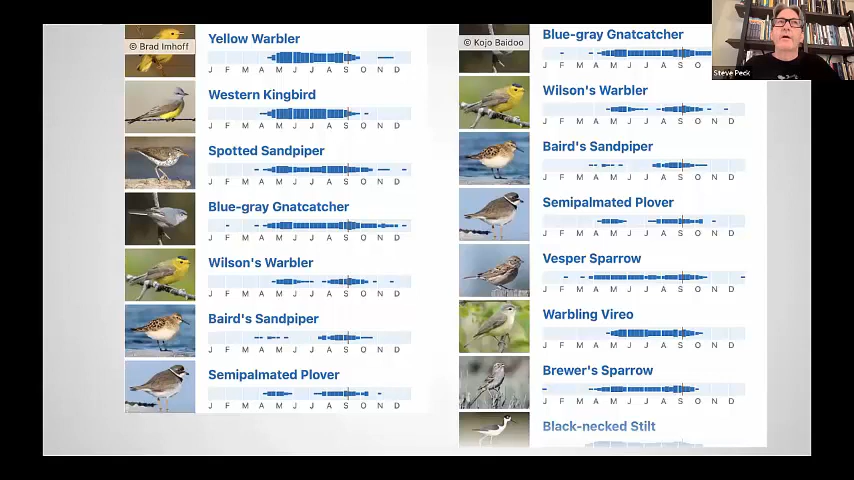 © Brad Imhoff
Yellow Warbler
J F M A M J J A S O N D
Western Kingbird
J F M A M J J A S O N D
Spotted Sandpiper
J F M A M J J A S O N D
Blue-gray Gnatcatcher
J F M A M J J A S O N D
Wilson's Warbler
J F M A M J J A S O N D
Baird's Sandpiper
J F M A M J J A S O N D
Semipalmated Plover
J F M A M J J A S O N D
© Kojo Baidoo
Blue-gray Gnatcatcher
J F M A M J J A S O N D
Wilson's Warbler
J F M A M J J A S O N D
Baird's Sandpiper
J F M A M J J A S O N D
Semipalmated Plover
J F M A M J J A S O N D
Vesper Sparrow
J F M A M J J A S O N D
Warbling Vireo
J F M A M J J A S O N D
Brewer's Sparrow
J F M A M J J A S O N D
Black-necked Stilt
Steve Peck